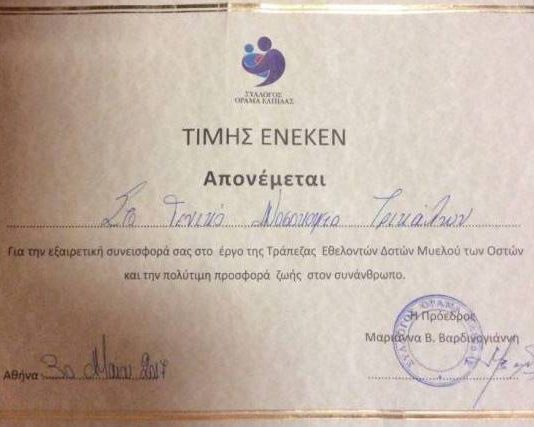 ΣΥΛΛΟΓΟΣ
ΟΡΑΜΑ ΕΛΠΙΔΑΣ
ΤΙΜΗΣ ΕΝΕΚΕΝ
Απονέμεται
Στο Γενικό Νοσοκομείο Τρικάλων
Για την εξαιρετική συνεισφορά σας στο έργο της Τράπεζας Εθελοντών Δοτών Μυελού των Οστών
και την πολύτιμη προσφορά ζωής στον συνάνθρωπο.
Η Πρόεδρος
Μαριάννα Β. Βαρδινογιάννη
ΣΥΛΛΟΓΟΣ ΟΡΑΜΑ
Αθήνα 30 Μαΐου 2017